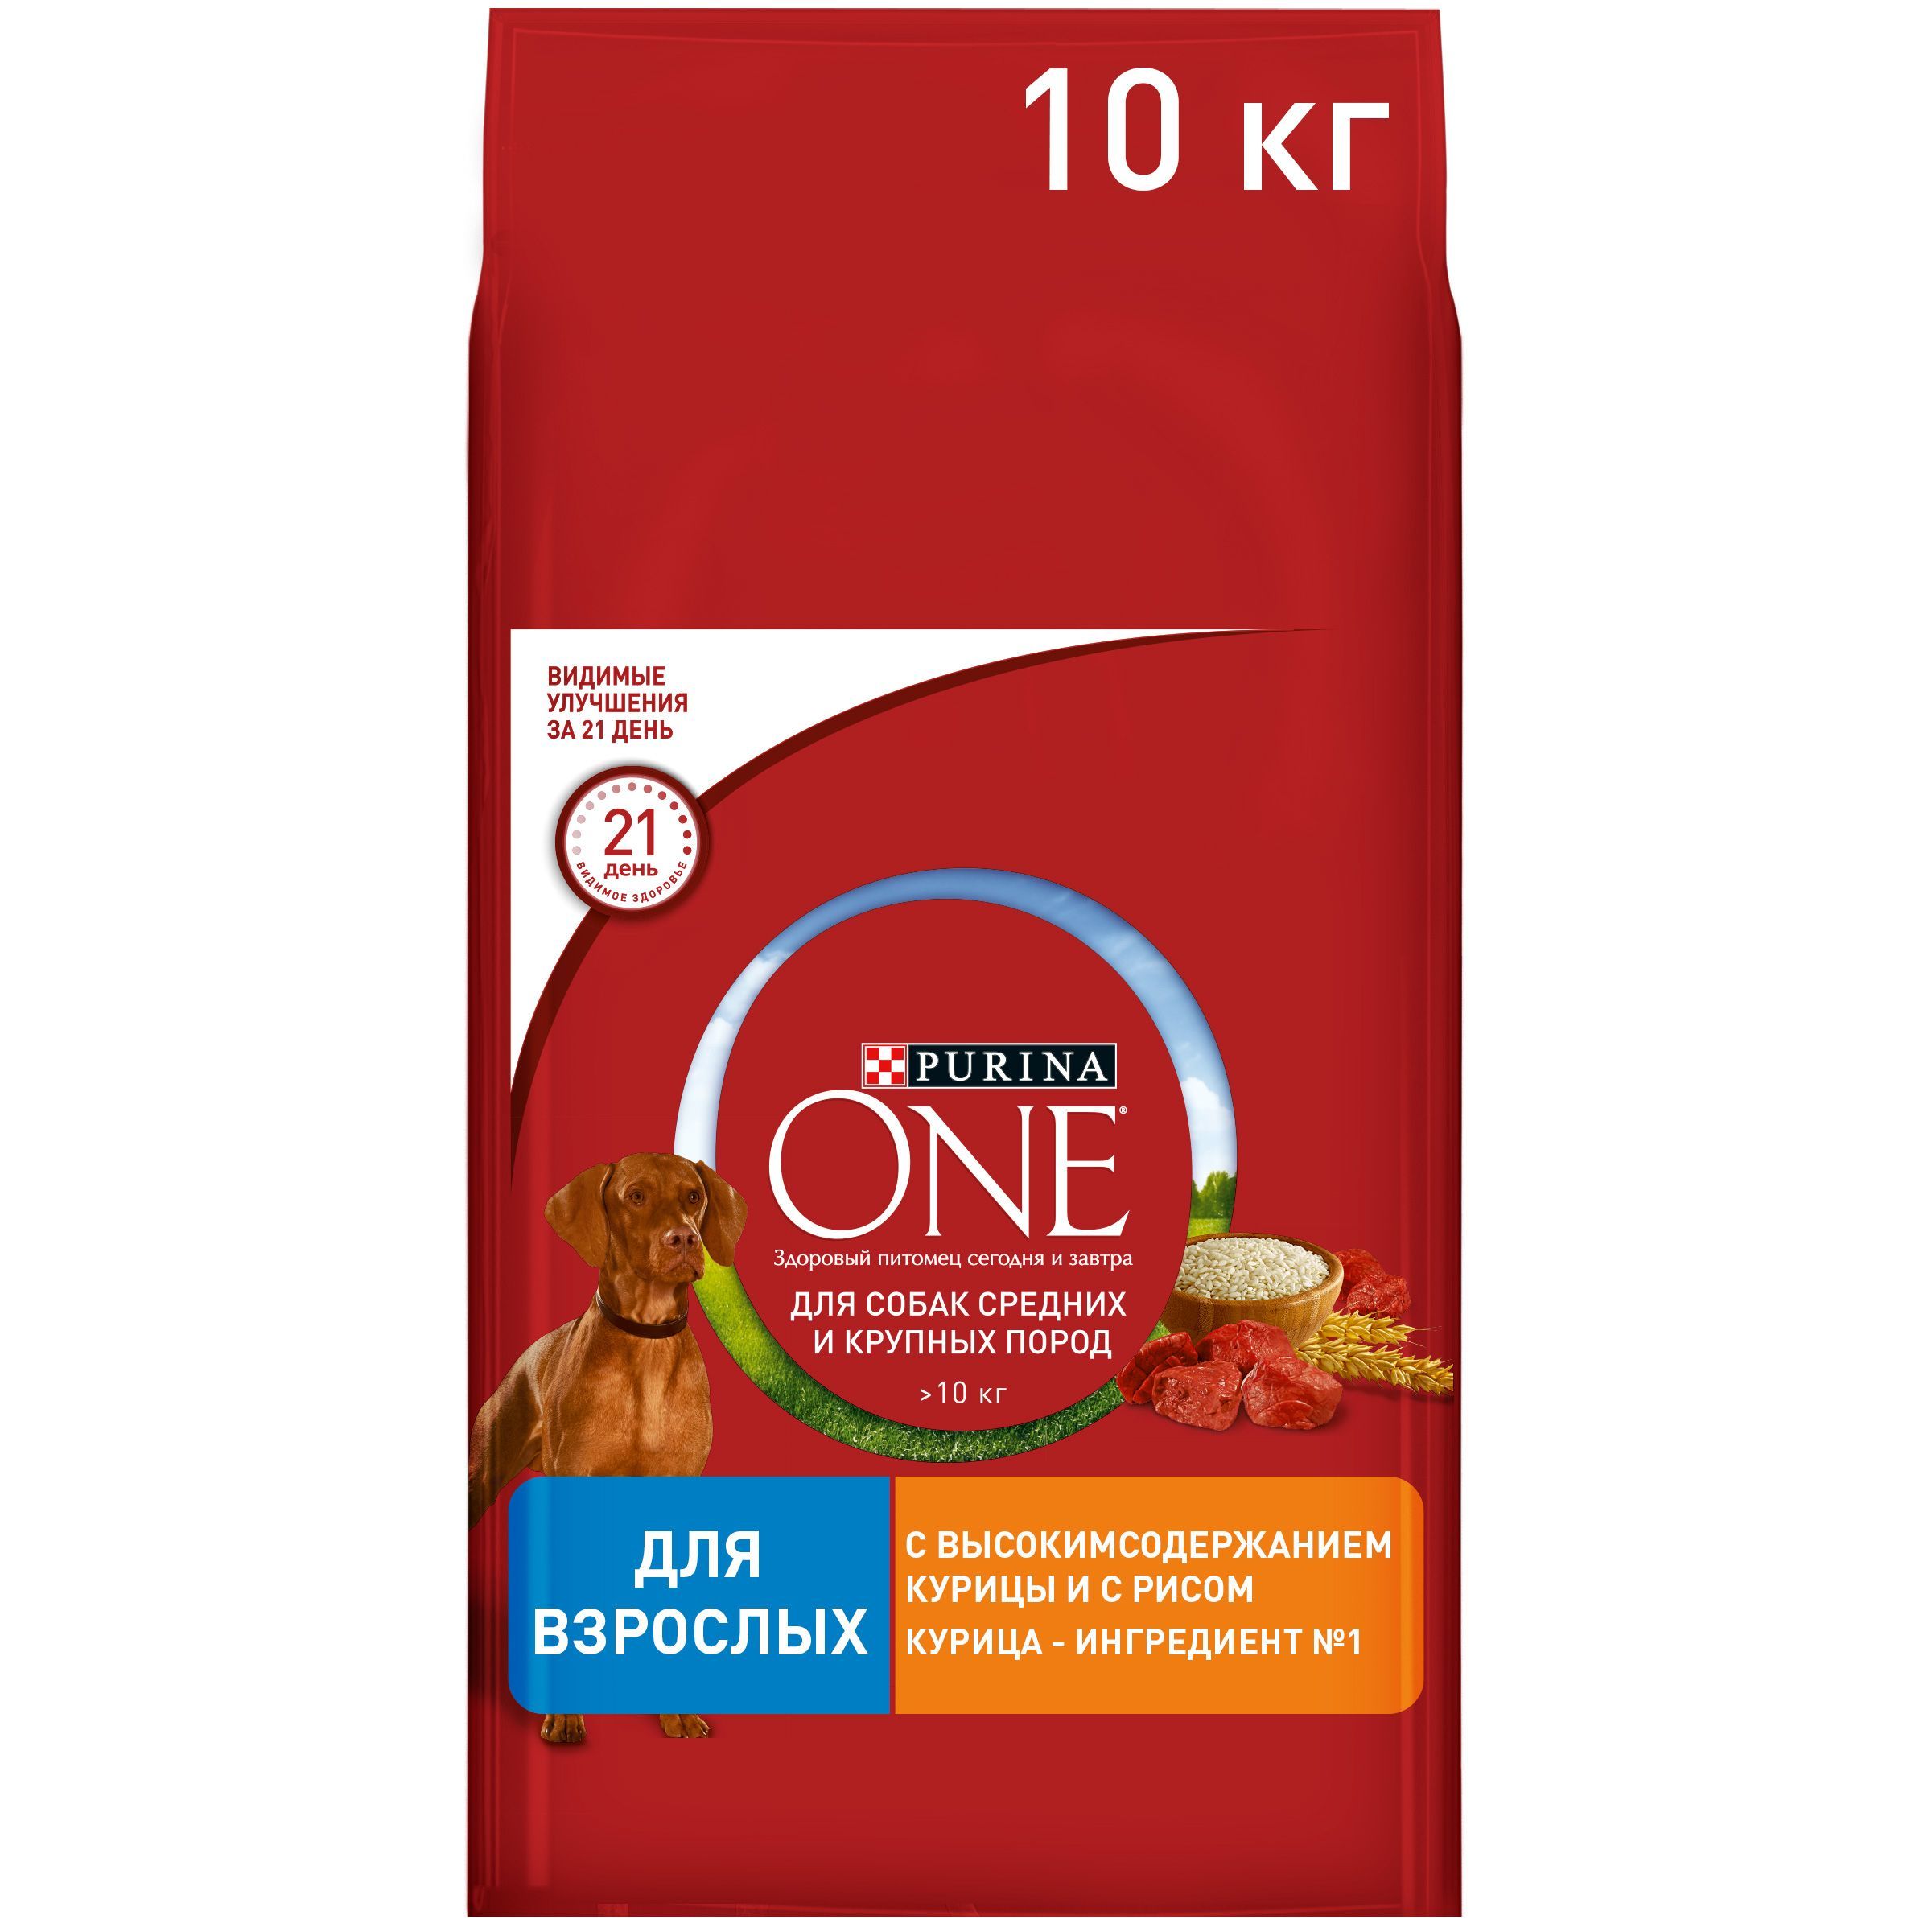 10 кг
ВИДИМЫЕ
УЛУЧШЕНИЯ
ЗА 21 ДЕНЬ
21
день
ВИДИМОЕ ЗДОРОВЬЕ
PURINA
ONE®
Здоровый питомец сегодня и завтра
ДЛЯ СОБАК СРЕДНИХ
И КРУПНЫХ ПОРОД
>10 кг
ДЛЯ
ВЗРОСЛЫХ
С ВЫСОКИМСОДЕРЖАНИЕМ
КУРИЦЫ И С РИСОМ
КУРИЦА - ИНГРЕДИЕНТ №1